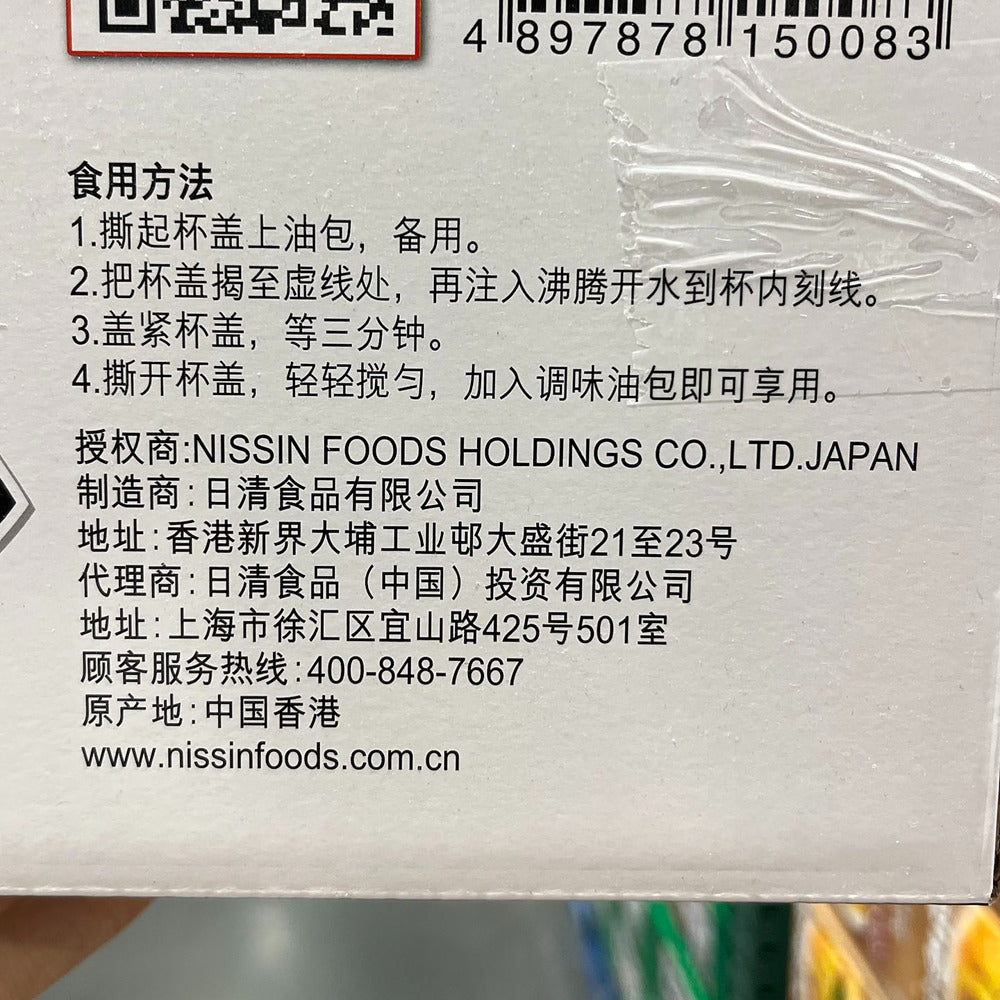 4 897878 150083
食用方法
1.撕起杯盖上油包，备用。
2.把杯盖揭至虚线处，再注入沸腾开水到杯内刻线。
3.盖紧杯盖，等三分钟。
4.撕开杯盖，轻轻搅匀，加入调味油包即可享用。
授权商:NISSIN FOODS HOLDINGS CO.,LTD.JAPAN
制造商:日清食品有限公司
地址:香港新界大埔工业邨大盛街21至23号
代理商:日清食品（中国）投资有限公司
地址:上海市徐汇区宜山路425号501室
顾客服务热线:400-848-7667
原产地:中国香港
www.nissinfoods.com.cn